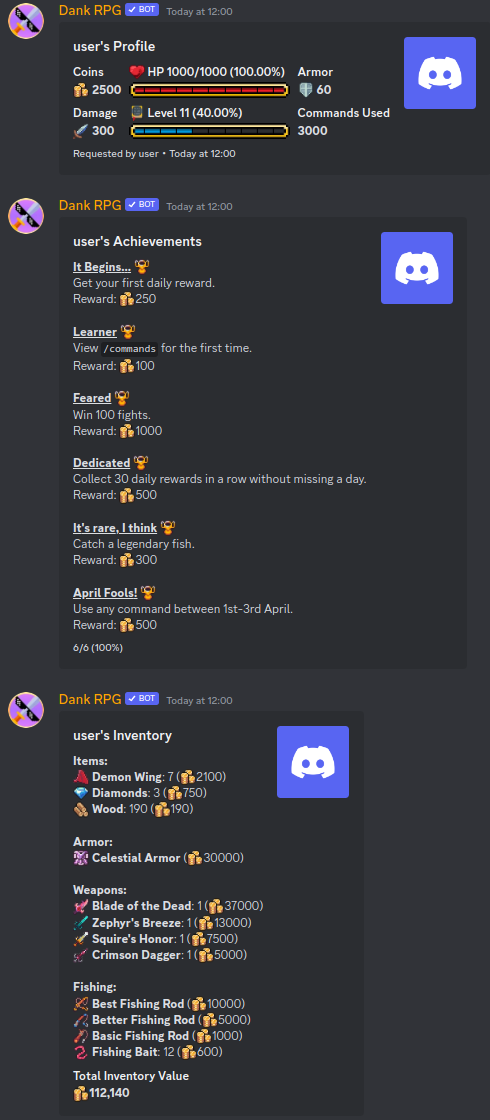 Dank RPG ✓ BOT Today at 12:00
user's Profile
Coins HP 1000/1000 (100.00%) Armor
2500 60
Damage Level 11 (40.00%) Commands Used
300 3000
Requested by user • Today at 12:00
Dank RPG ✓ BOT Today at 12:00
user's Achievements
It Begins...
Get your first daily reward.
Reward: 250
Learner
View /commands for the first time.
Reward: 100
Feared
Win 100 fights.
Reward: 1000
Dedicated
Collect 30 daily rewards in a row without missing a day.
Reward: 500
It's rare, I think
Catch a legendary fish.
Reward: 300
April Fools!
Use any command between 1st-3rd April.
Reward: 500
6/6 (100%)
Dank RPG ✓ BOT Today at 12:00
user's Inventory
Items:
Demon Wing: 7 (2100)
Diamonds: 3 (750)
Wood: 190 (190)
Armor:
Celestial Armor (30000)
Weapons:
Blade of the Dead: 1 (37000)
Zephyr's Breeze: 1 (13000)
Squire's Honor: 1 (7500)
Crimson Dagger: 1 (5000)
Fishing:
Best Fishing Rod (10000)
Better Fishing Rod (5000)
Basic Fishing Rod (1000)
Fishing Bait: 12 (600)
Total Inventory Value
112,140